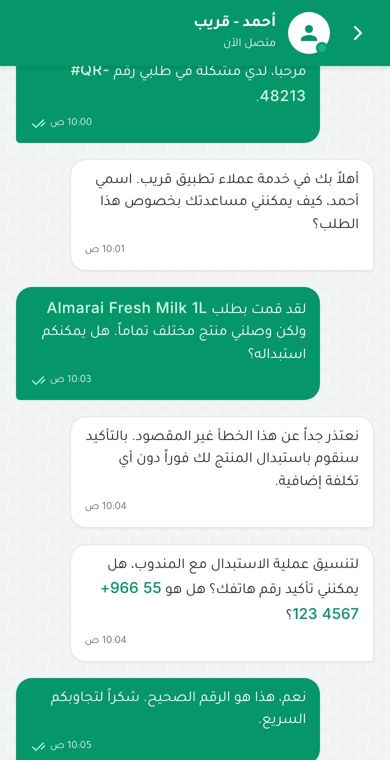 أحمد - قريب
متصل الآن
مرحباً، لدي مشكلة في طلبي رقم #QR-
48213.
10:00 ص
أهلاً بك في خدمة عملاء تطبيق قريب. اسمي
أحمد، كيف يمكنني مساعدتك بخصوص هذا
الطلب؟
10:01 ص
لقد قمت بطلب Almarai Fresh Milk 1L
ولكن وصلني منتج مختلف تماماً. هل يمكنكم
استبداله؟
10:03 ص
نعتذر جداً عن هذا الخطأ غير المقصود. بالتأكيد
سنقوم باستبدال المنتج لك فوراً دون أي
تكلفة إضافية.
10:04 ص
لتنسيق عملية الاستبدال مع المندوب، هل
يمكنني تأكيد رقم هاتفك؟ هل هو +966 55
123 4567؟
10:04 ص
نعم، هذا هو الرقم الصحيح. شكراً لتجاوبكم
السريع.
10:05 ص